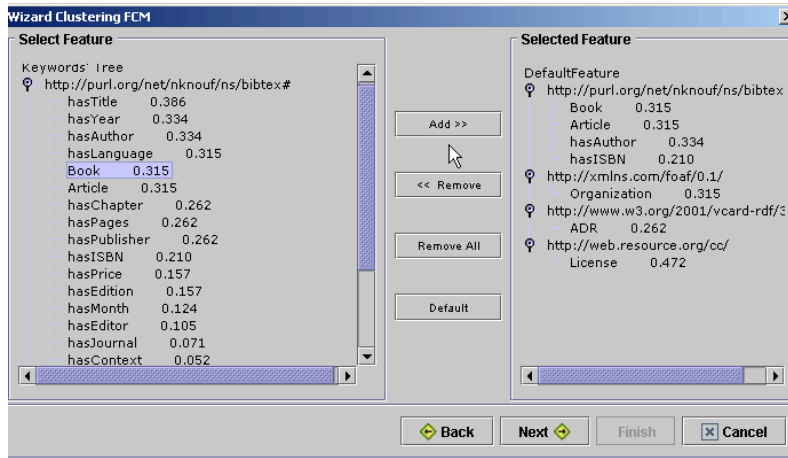 Wizard Clustering FCM
Select Feature
Keywords' Tree
http://purl.org/net/nknouf/ns/bibtex#
hasTitle 0.386
hasYear 0.334
hasAuthor 0.334
hasLanguage 0.315
Book 0.315
Article 0.315
hasChapter 0.262
hasPages 0.262
hasPublisher 0.262
hasISBN 0.210
hasPrice 0.157
hasEdition 0.157
hasMonth 0.124
hasEditor 0.105
hasJournal 0.071
hasContext 0.052
Add >>
<< Remove
Remove All
Default
Selected Feature
DefaultFeature
http://purl.org/net/nknouf/ns/bibtex
Book 0.315
Article 0.315
hasAuthor 0.334
hasISBN 0.210
http://xmlns.com/foaf/0.1/
Organization 0.315
http://www.w3.org/2001/vcard-rdf/3
ADR 0.262
http://web.resource.org/cc/
License 0.472
Back
Next
Finish
Cancel